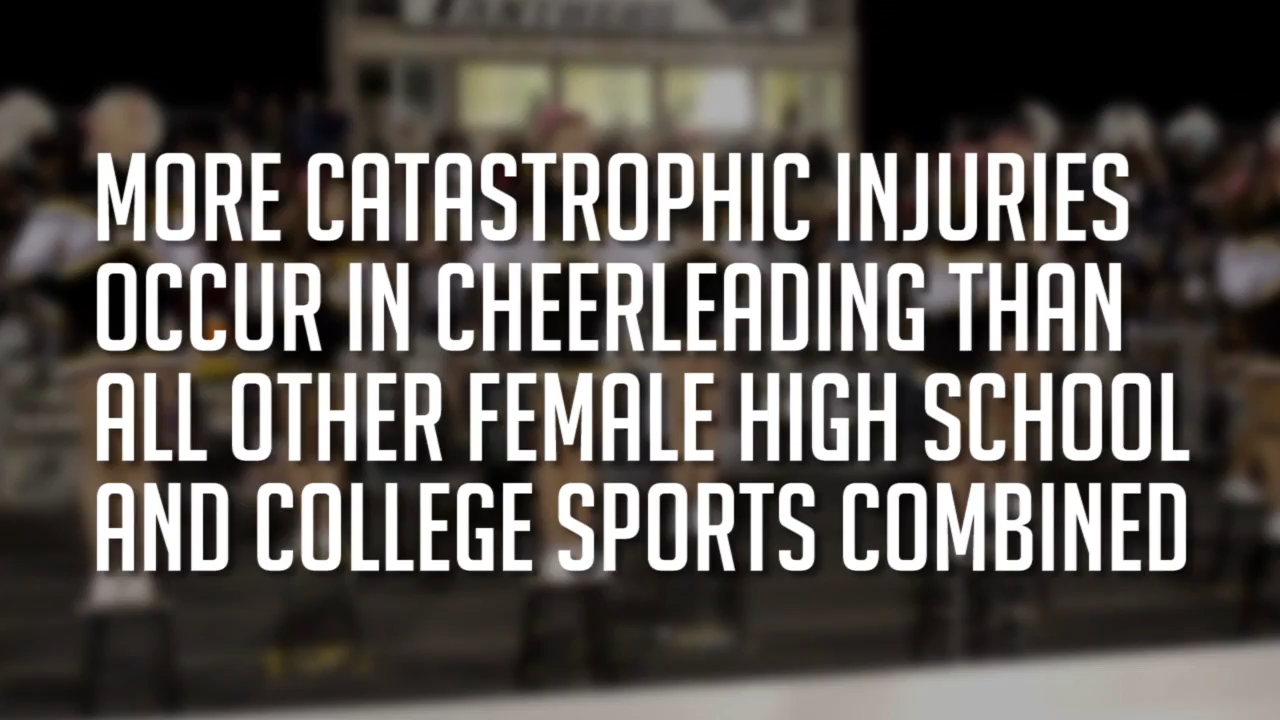 MORE CATASTROPHIC INJURIES
OCCUR IN CHEERLEADING THAN
ALL OTHER FEMALE HIGH SCHOOL
AND COLLEGE SPORTS COMBINED